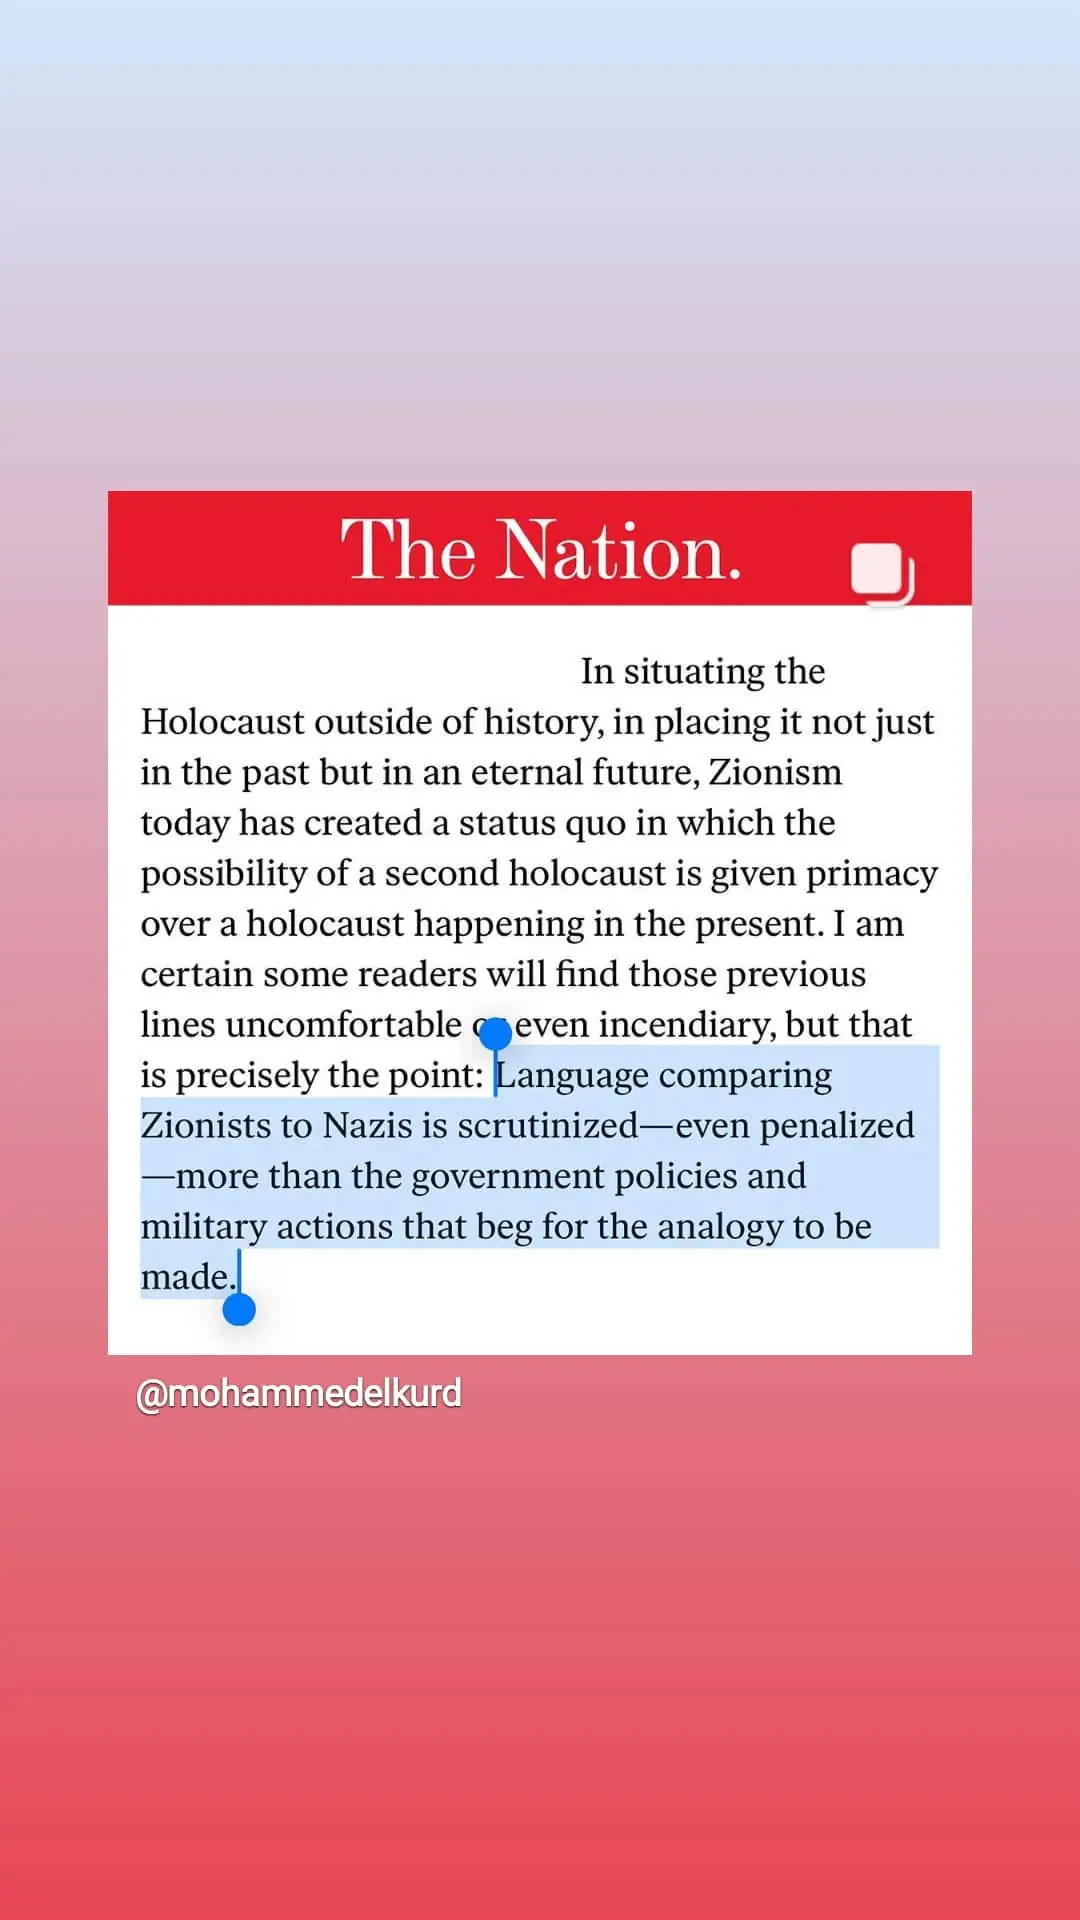 The Nation.
In situating the
Holocaust outside of history, in placing it not just
in the past but in an eternal future, Zionism
today has created a status quo in which the
possibility of a second holocaust is given primacy
over a holocaust happening in the present. I am
certain some readers will find those previous
lines uncomfortable or even incendiary, but that
is precisely the point: Language comparing
Zionists to Nazis is scrutinized—even penalized
—more than the government policies and
military actions that beg for the analogy to be
made.
@mohammedelkurd